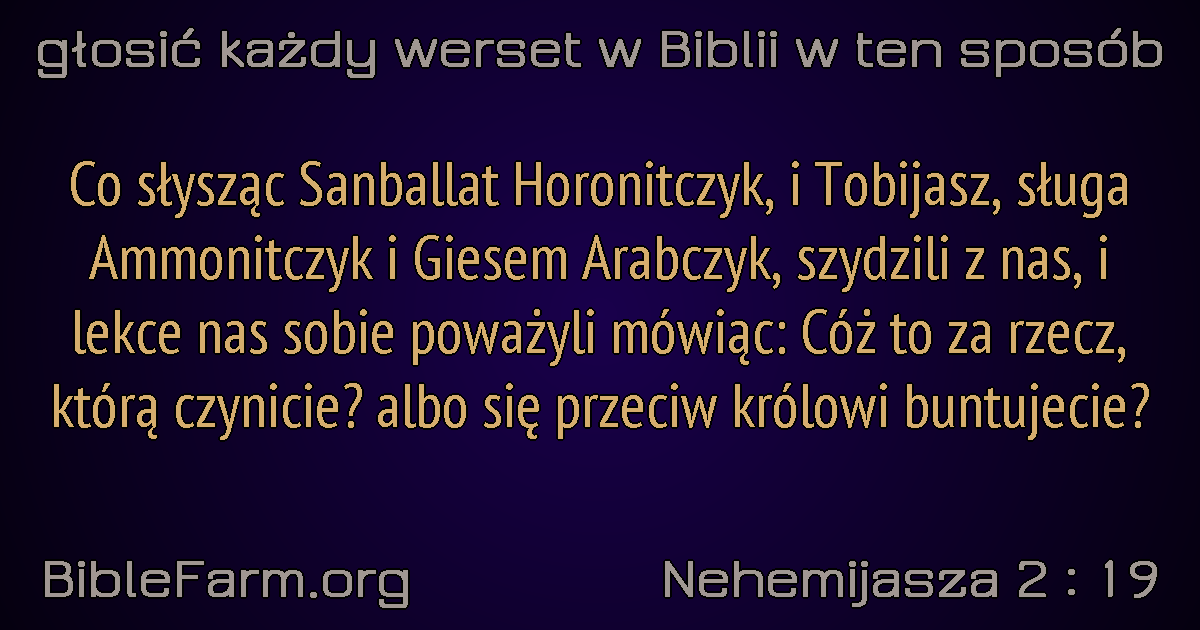 głosić każdy werset w Biblii w ten sposób
Co słysząc Sanballat Horonitczyk, i Tobijasz, sługa
Ammonitczyk i Giesem Arabczyk, szydzili z nas, i
lekce nas sobie poważyli mówiąc: Cóż to za rzecz,
którą czynicie? albo się przeciw królowi buntujecie?
BibleFarm.org
Nehemijasza 2 : 19